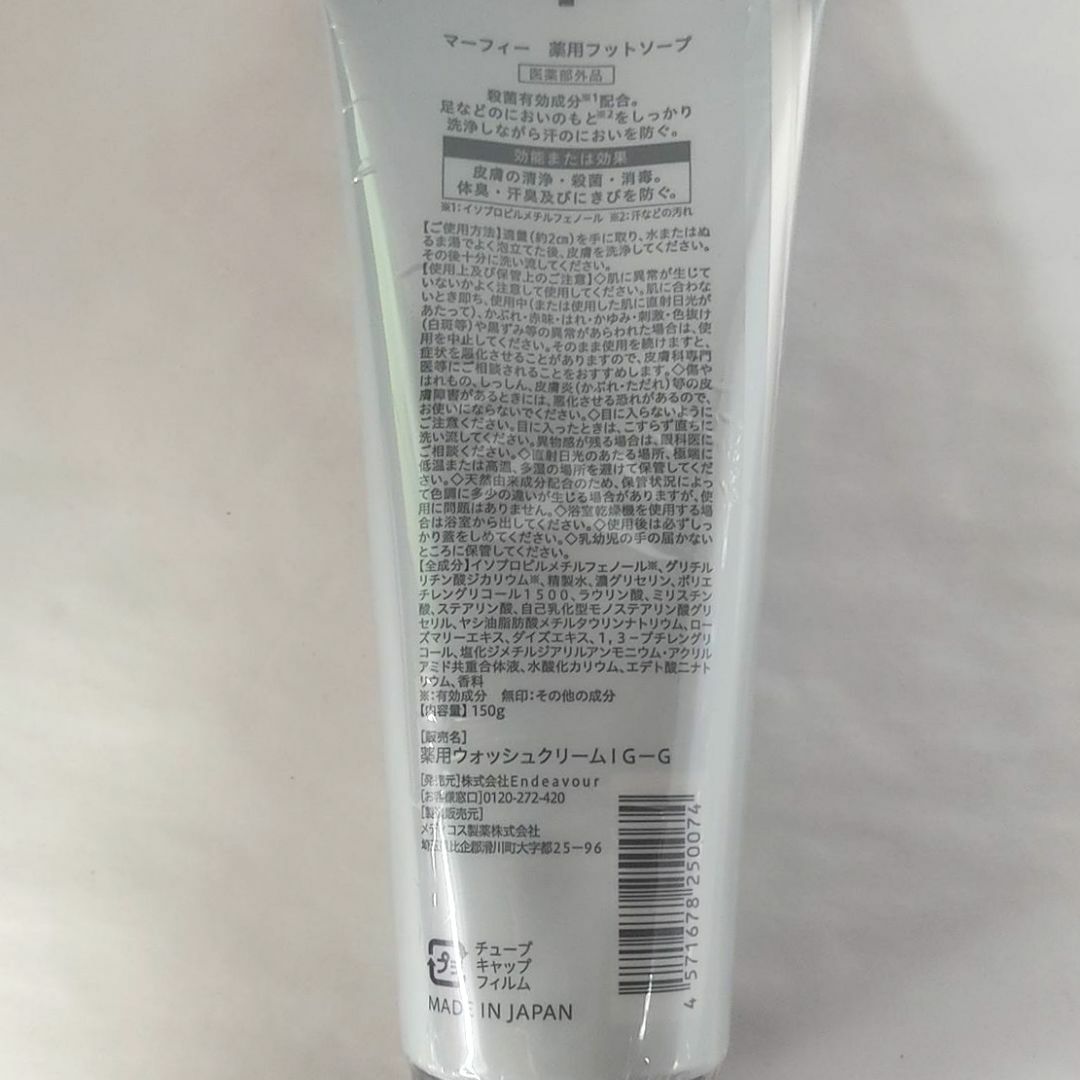 マーフィー　薬用フットソープ
医薬部外品
殺菌有効成分※1配合。
足などのにおいのもと※2をしっかり
洗浄しながら汗のにおいを防ぐ。
効能または効果
皮膚の清浄・殺菌・消毒。
体臭・汗臭及びにきびを防ぐ。
※1:イソプロピルメチルフェノール ※2:汗などの汚れ
【ご使用方法】適量(約2cm)を手に取り、水またはぬ
るま湯でよく泡立てた後、皮膚を洗浄してください。
その後十分に洗い流してください。
【使用上及び保管上のご注意】◇肌に異常が生じて
いないかよく注意して使用してください。肌に合わな
いとき即ち、使用中(または使用した肌に直射日光が
あたって)、かぶれ・赤味・はれ・かゆみ・刺激・色抜け
(白斑等)や黒ずみ等の異常があらわれた場合は、使
用を中止してください。そのまま使用を続けますと、
症状を悪化させることがありますので、皮膚科専門
医等にご相談されることをおすすめします。◇傷や
はれもの、しっしん、皮膚炎(かぶれ・ただれ)等の皮
膚障害があるときには、悪化させる恐れがあるので、
お使いにならないでください。◇目に入らないように
ご注意ください。目に入ったときは、こすらず直ちに
洗い流してください。異物感が残る場合は、眼科医に
ご相談ください。◇直射日光のあたる場所、極端に
低温または高温、多湿の場所を避けて保管してくだ
さい。◇天然由来成分配合のため、保管状況によっ
て色調に多少の違いが生じる場合がありますが、使
用に問題はありません。◇浴室乾燥機を使用する場
合は浴室から出してください。◇使用後は必ずしっ
かり蓋をしめてください。◇乳幼児の手の届かない
ところに保管してください。
【全成分】イソプロピルメチルフェノール※、グリチル
リチン酸ジカリウム※、精製水、濃グリセリン、ポリエ
チレングリコール1500、ラウリン酸、ミリスチン
酸、ステアリン酸、自己乳化型モノステアリン酸グリ
セリル、ヤシ油脂肪酸メチルタウリンナトリウム、ロー
ズマリーエキス、ダイズエキス、1,3-ブチレングリ
コール、塩化ジメチルジアリルアンモニウム・アクリル
アミド共重合体液、水酸化カリウム、エデト酸二ナト
リウム、香料
※:有効成分　無印:その他の成分
【内容量】150g
[販売名]
薬用ウォッシュクリームIG-G
[発売元]株式会社Endeavour
[お客様窓口]0120-272-420
[製造販売元]
メディコス製薬株式会社
埼玉県比企郡滑川町大字都25-96
4 571678 250074
プラ
チューブ
キャップ
フィルム
MADE IN JAPAN